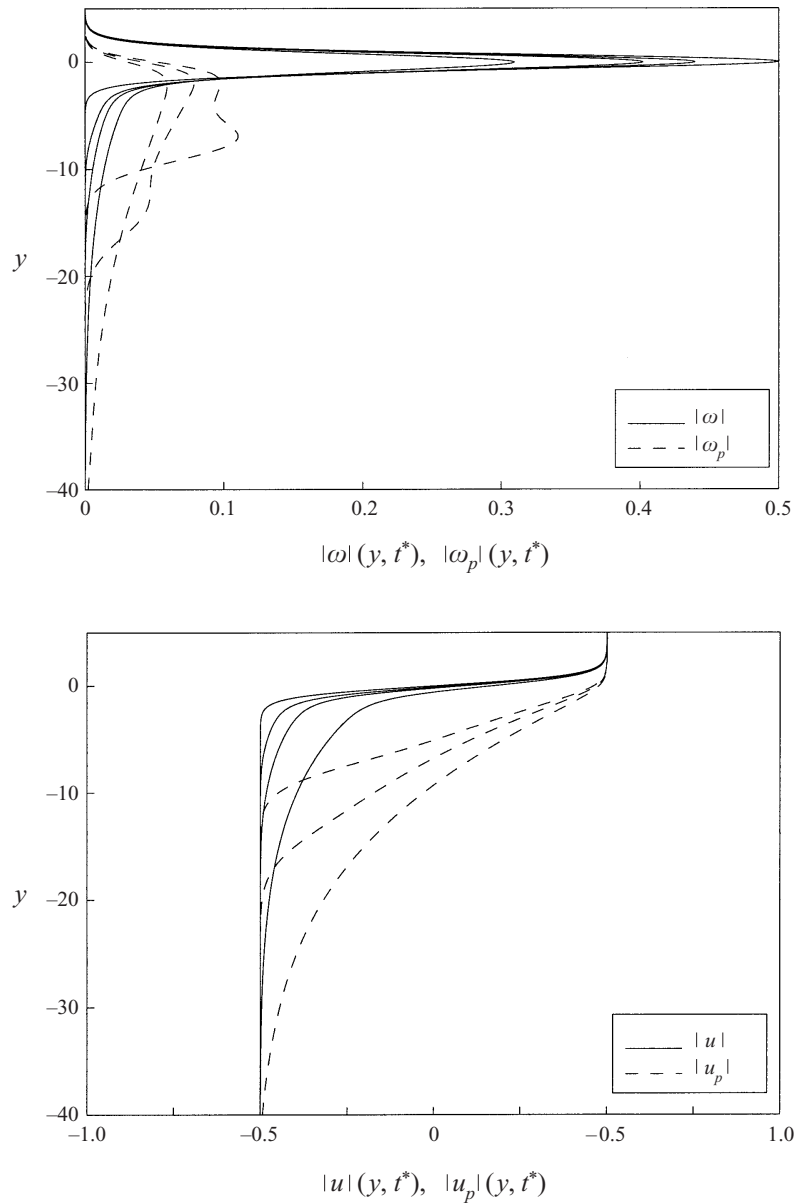 0
–10
y
–20
–30
–40
0
0.1
0.2
0.3
0.4
0.5
|ω|
|ω_p|
|ω| (y, t*), |ω_p| (y, t*)
0
–10
y
–20
–30
–40
–1.0
–0.5
0
–0.5
1.0
|u|
|u_p|
|u| (y, t*), |u_p| (y, t*)